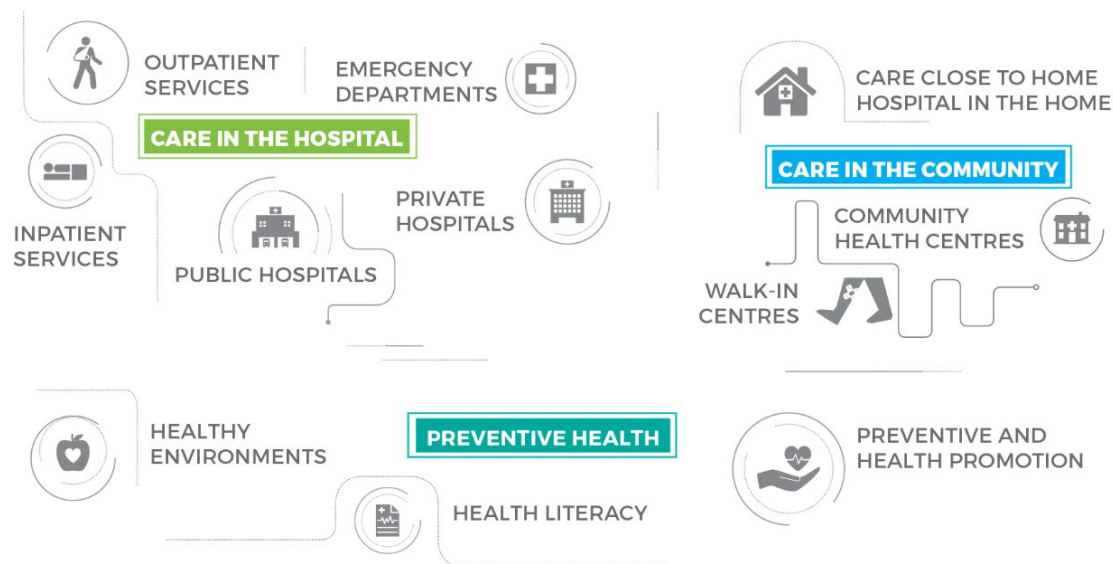 OUTPATIENT
SERVICES
EMERGENCY
DEPARTMENTS
CARE IN THE HOSPITAL
INPATIENT
SERVICES
PUBLIC HOSPITALS
PRIVATE
HOSPITALS
CARE CLOSE TO HOME
HOSPITAL IN THE HOME
CARE IN THE COMMUNITY
COMMUNITY
HEALTH CENTRES
WALK-IN
CENTRES
HEALTHY
ENVIRONMENTS
PREVENTIVE HEALTH
HEALTH LITERACY
PREVENTIVE AND
HEALTH PROMOTION